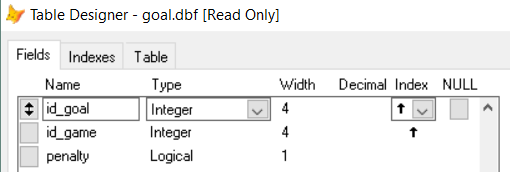 Table Designer - goal.dbf [Read Only]
Fields Indexes Table
Name Type Width Decimal Index NULL
id_goal Integer 4
id_game Integer 4
penalty Logical 1